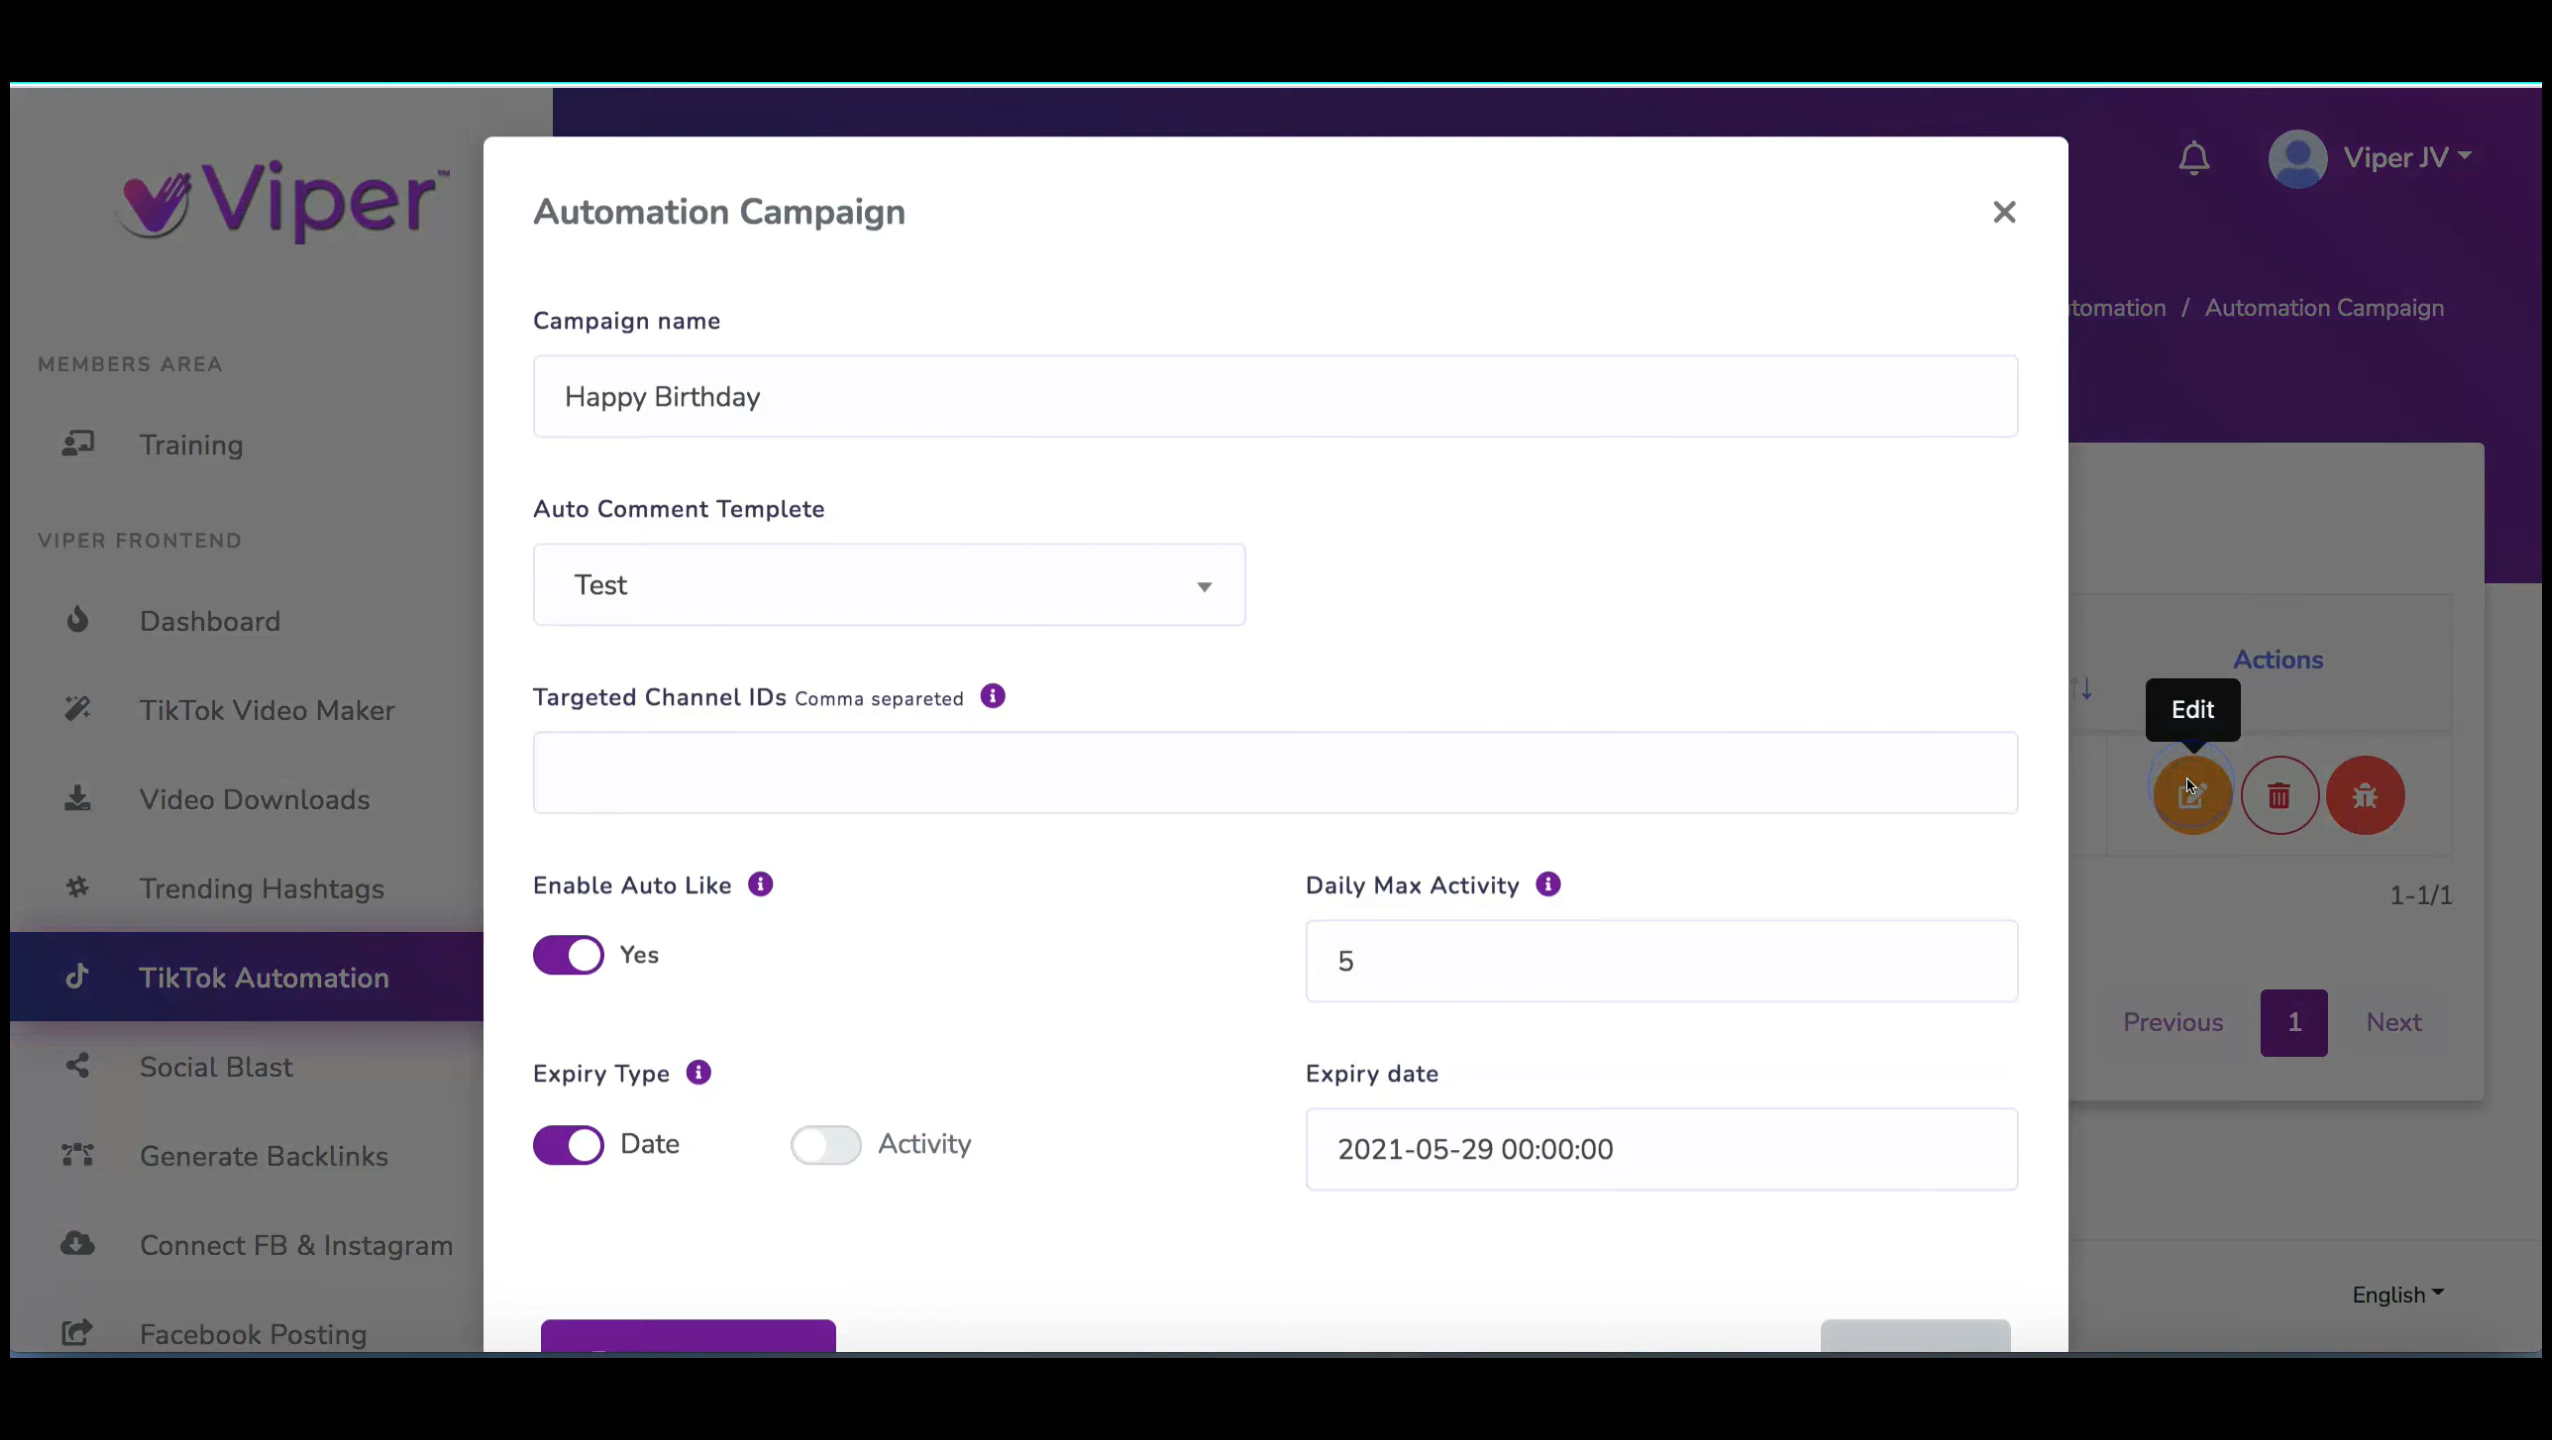 Viper™
Viper JV
tomation / Automation Campaign
MEMBERS AREA
Training
VIPER FRONTEND
Dashboard
TikTok Video Maker
Video Downloads
Trending Hashtags
TikTok Automation
Social Blast
Generate Backlinks
Connect FB & Instagram
Facebook Posting
Automation Campaign
Campaign name
Happy Birthday
Auto Comment Templete
Test
Targeted Channel IDs Comma separeted
Enable Auto Like
Yes
Daily Max Activity
5
Expiry Type
Date
Activity
Expiry date
2021-05-29 00:00:00
Actions
Edit
1-1/1
Previous 1 Next
English